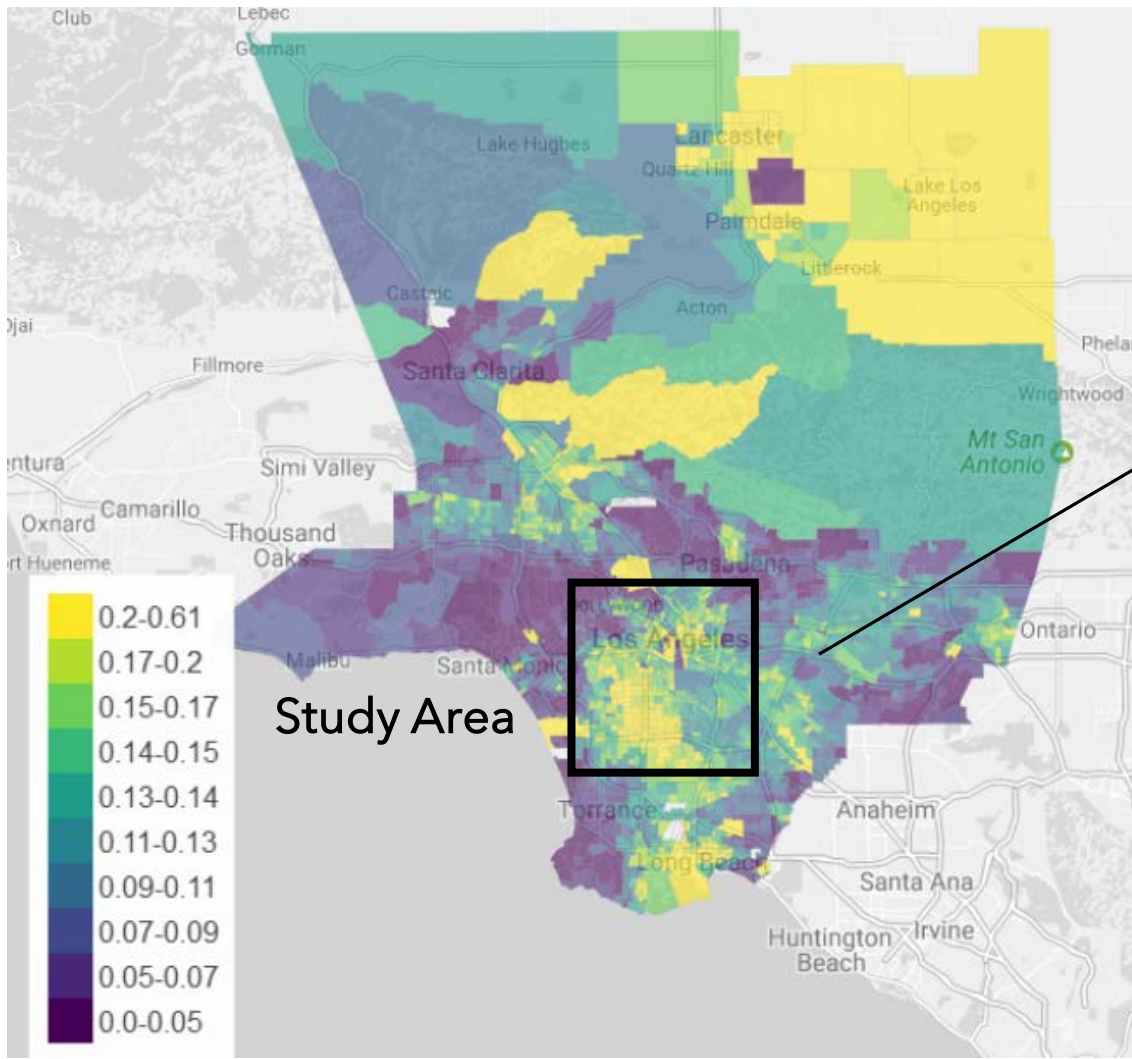 Club
Lebec
Gorman
Lake Hughes
Lancaster
Quartz Hill
Lake Los
Angeles
Palmdale
Littlerock
Castaic
Acton
Ojai
Fillmore
Santa Clarita
Phela
Wrightwood
Mt San
Antonio
entura
Simi Valley
Camarillo
Oxnard
Thousand
Oaks
rt Hueneme
Pasadena
HOLLYWOOD
Los Angeles
Ontario
Malibu
Santa Monic
Study Area
Torrance
Anaheim
Long Beach
Santa Ana
Huntington
Beach
Irvine
0.2-0.61
0.17-0.2
0.15-0.17
0.14-0.15
0.13-0.14
0.11-0.13
0.09-0.11
0.07-0.09
0.05-0.07
0.0-0.05